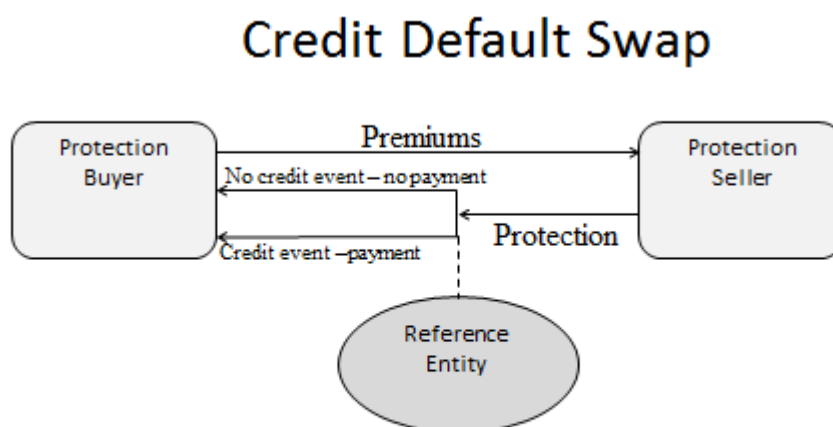 Credit Default Swap
Protection
Buyer
Premiums
Protection
Seller
No credit event – no payment
Protection
Credit event –payment
Reference
Entity